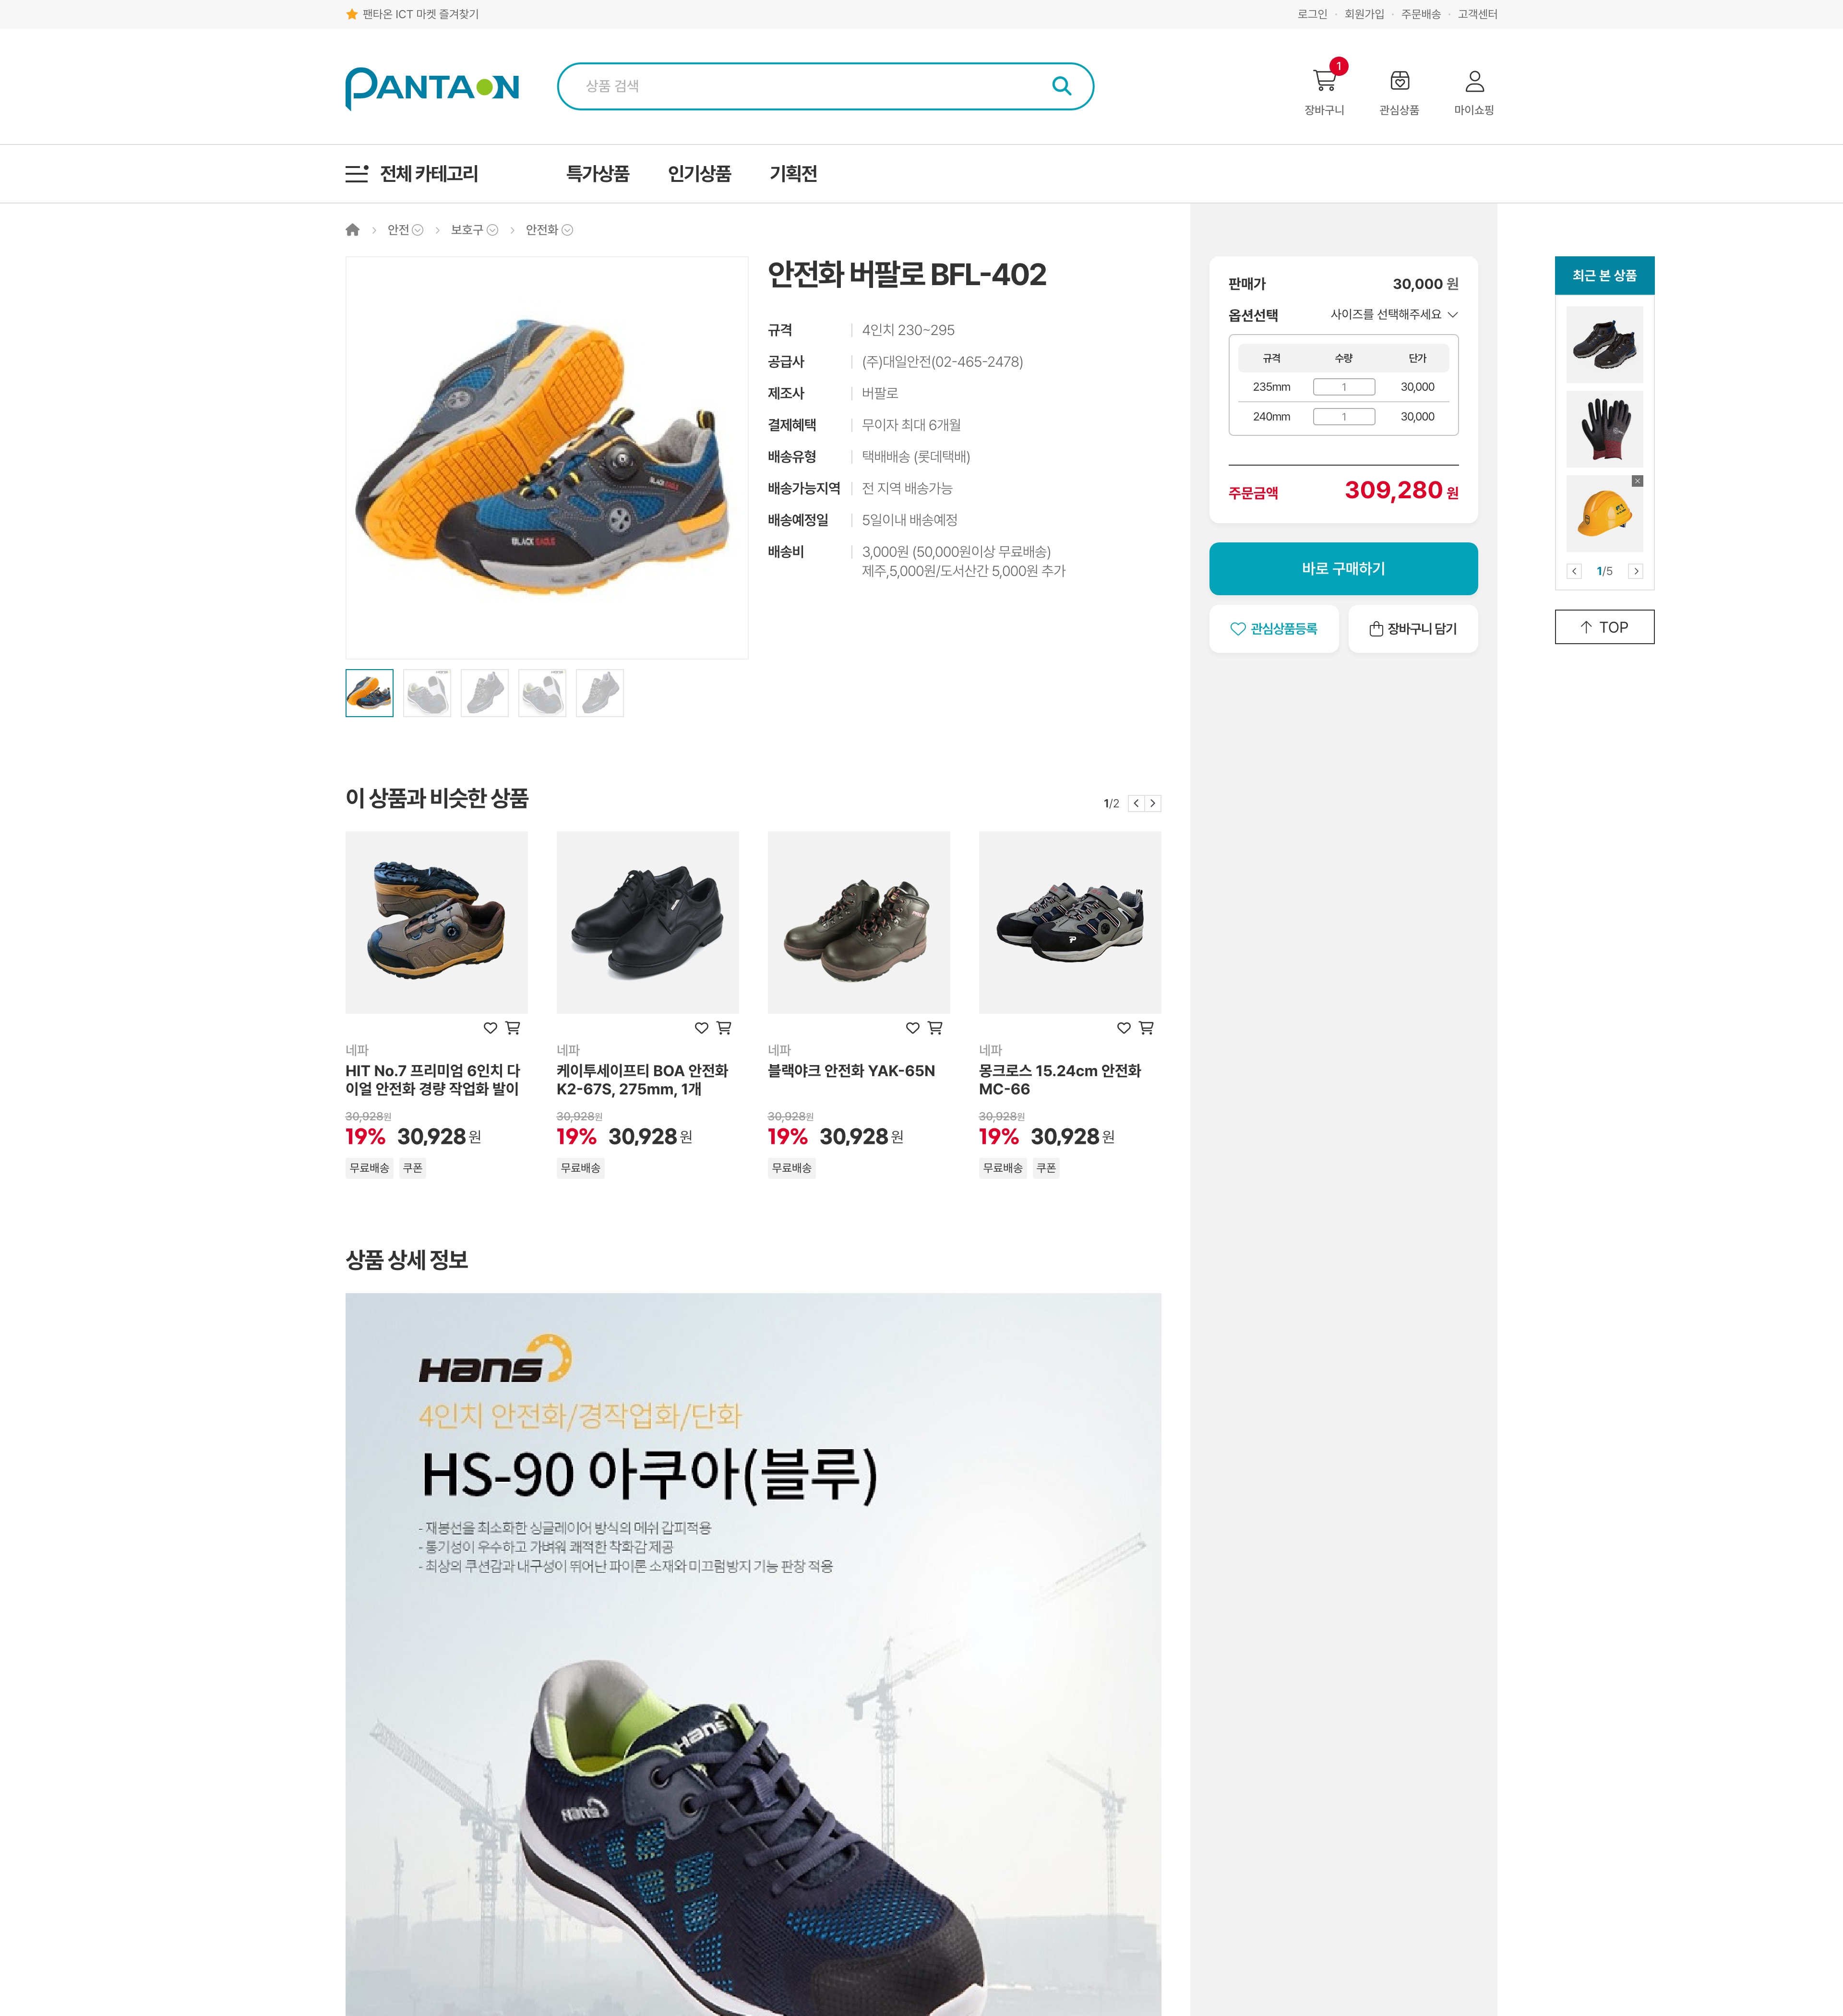 팬타온 ICT 마켓 즐겨찾기
로그인 · 회원가입 · 주문배송 · 고객센터
PANTAON
상품 검색
1
장바구니
관심상품
마이쇼핑
전체 카테고리
특가상품
인기상품
기획전
안전
보호구
안전화
안전화 버팔로 BFL-402
규격
4인치 230~295
공급사
(주)대일안전(02-465-2478)
제조사
버팔로
결제혜택
무이자 최대 6개월
배송유형
택배배송 (롯데택배)
배송가능지역
전 지역 배송가능
배송예정일
5일이내 배송예정
배송비
3,000원 (50,000원이상 무료배송)
제주,5,000원/도서산간 5,000원 추가
BLACK EAGLE
BLACK EAGLE
판매가
30,000 원
옵션선택
사이즈를 선택해주세요
규격 수량 단가
235mm 1 30,000
240mm 1 30,000
주문금액
309,280 원
바로 구매하기
관심상품등록
장바구니 담기
최근 본 상품
1/5
TOP
이 상품과 비슷한 상품
1/2
네파
HIT No.7 프리미엄 6인치 다
이얼 안전화 경량 작업화 발이
30,928원
19% 30,928 원
무료배송 쿠폰
네파
케이투세이프티 BOA 안전화
K2-67S, 275mm, 1개
30,928원
19% 30,928 원
무료배송
네파
블랙야크 안전화 YAK-65N
30,928원
19% 30,928 원
무료배송
네파
몽크로스 15.24cm 안전화
MC-66
30,928원
19% 30,928 원
무료배송 쿠폰
상품 상세 정보
Hans
4인치 안전화/경작업화/단화
HS-90 아쿠아(블루)
- 재봉선을 최소화한 싱글레이어 방식의 메쉬 갑피적용
- 통기성이 우수하고 가벼워 쾌적한 착화감 제공
- 최상의 쿠션감과 내구성이 뛰어난 파이론 소재와 미끄럼방지 기능 판창 적용
Hans
Hans